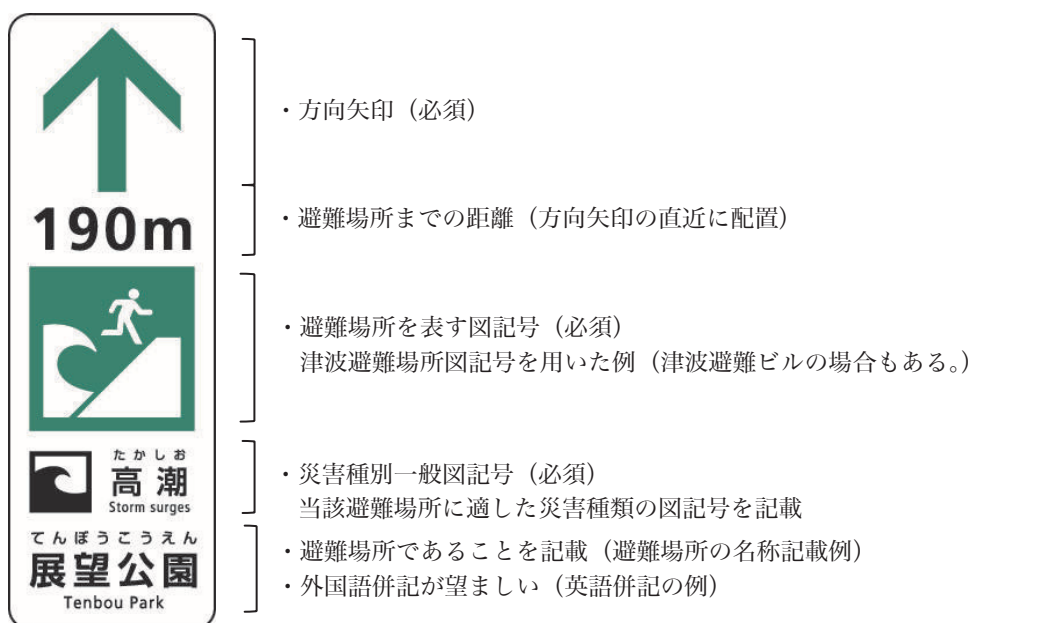 190m
たかしお
高潮
Storm surges
てんぼうこうえん
展望公園
Tenbou Park
・方向矢印（必須）
・避難場所までの距離（方向矢印の直近に配置）
・避難場所を表す図記号（必須）
津波避難場所図記号を用いた例（津波避難ビルの場合もある。）
・災害種別一般図記号（必須）
当該避難場所に適した災害種類の図記号を記載
・避難場所であることを記載（避難場所の名称記載例）
・外国語併記が望ましい（英語併記の例）